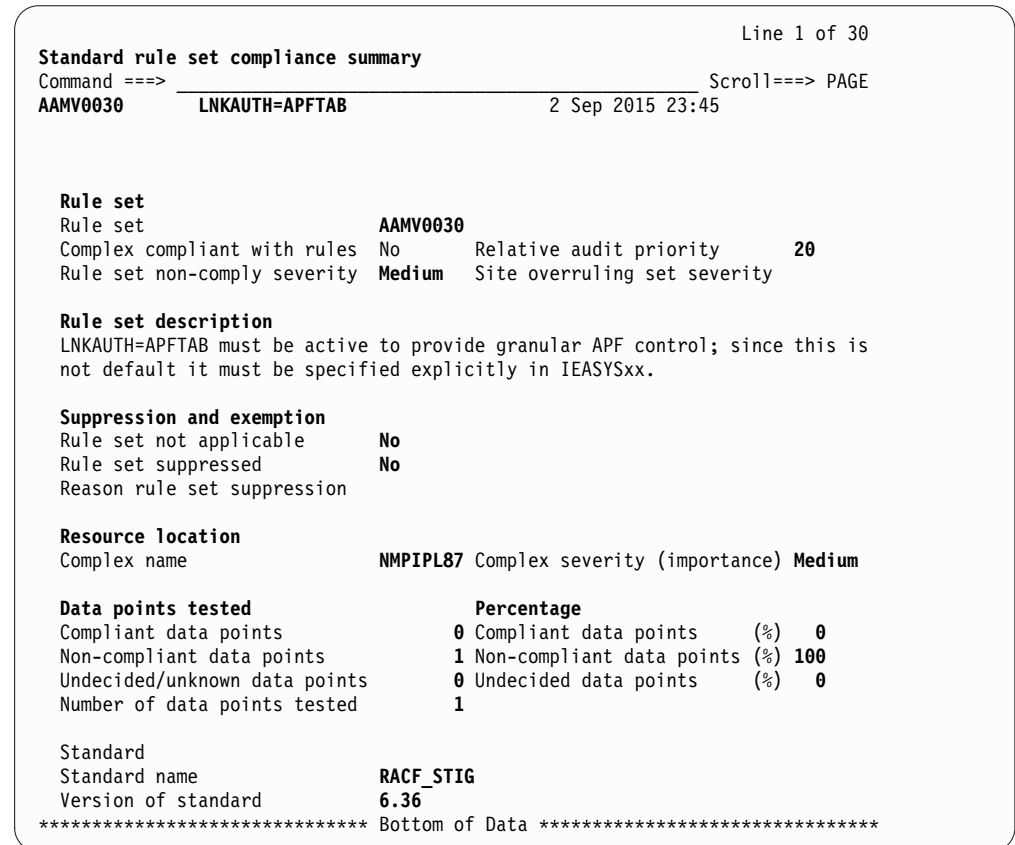 Line 1 of 30
Standard rule set compliance summary
Command ===> _________________________________________________ Scroll===> PAGE
AAMV0030 LNKAUTH=APFTAB 2 Sep 2015 23:45
Rule set
Rule set AAMV0030
Complex compliant with rules No Relative audit priority 20
Rule set non-comply severity Medium Site overruling set severity
Rule set description
LNKAUTH=APFTAB must be active to provide granular APF control; since this is
not default it must be specified explicitly in IEASYSxx.
Suppression and exemption
Rule set not applicable No
Rule set suppressed No
Reason rule set suppression
Resource location
Complex name NMPIPL87 Complex severity (importance) Medium
Data points tested Percentage
Compliant data points 0 Compliant data points (%) 0
Non-compliant data points 1 Non-compliant data points (%) 100
Undecided/unknown data points 0 Undecided data points (%) 0
Number of data points tested 1
Standard
Standard name RACF_STIG
Version of standard 6.36
******************************* Bottom of Data ********************************